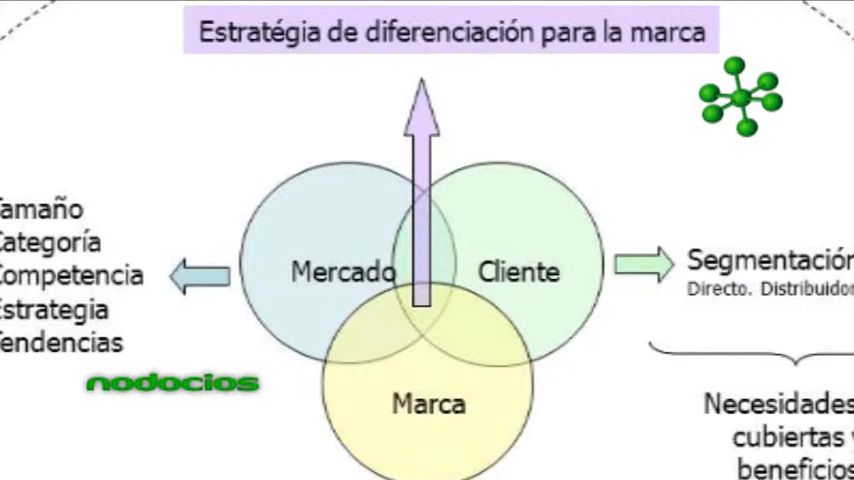 Estratégia de diferenciación para la marca
Tamaño
Categoría
Competencia
Estrategia
Tendencias
nodocios
Mercado
Cliente
Marca
Segmentación
Directo. Distribuidor
Necesidades
cubiertas y
beneficios